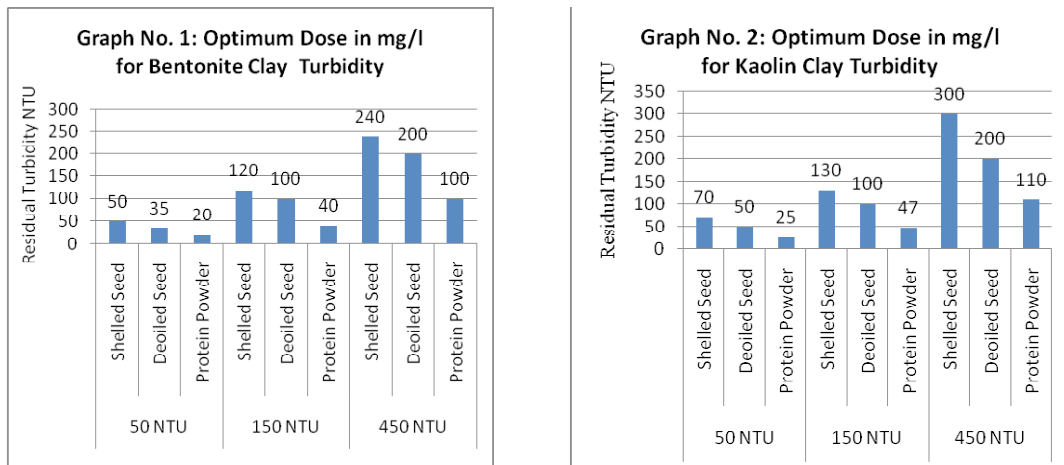 Graph No. 1: Optimum Dose in mg/l
for Bentonite Clay Turbidity
Residual Turbidity NTU
300
250
200
150
100
50
0
50
35
20
120
100
40
240
200
100
Shelled Seed
Deoiled Seed
Protein Powder
Shelled Seed
Deoiled Seed
Protein Powder
Shelled Seed
Deoiled Seed
Protein Powder
50 NTU
150 NTU
450 NTU
Graph No. 2: Optimum Dose in mg/l
for Kaolin Clay Turbidity
Residual Turbidity NTU
350
300
250
200
150
100
50
0
70
50
25
130
100
47
300
200
110
Shelled Seed
Deoiled Seed
Protein Powder
Shelled Seed
Deoiled Seed
Protein Powder
Shelled Seed
Deoiled Seed
Protein Powder
50 NTU
150 NTU
450 NTU